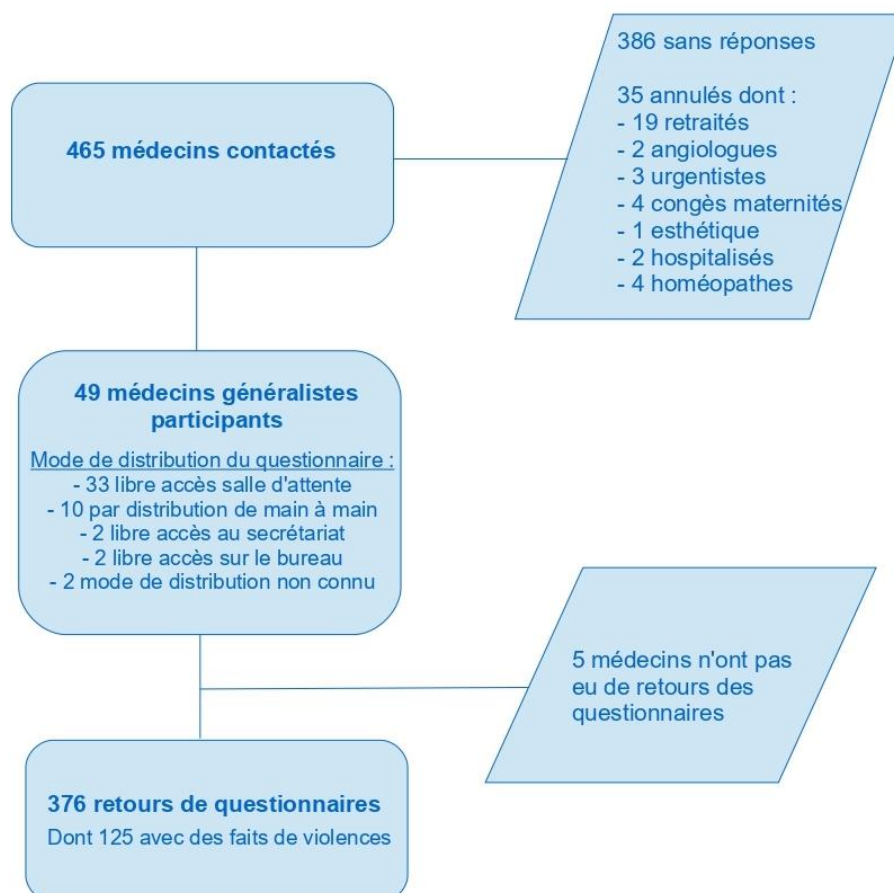 465 médecins contactés
386 sans réponses
35 annulés dont :
- 19 retraités
- 2 angiologues
- 3 urgentistes
- 4 congès maternités
- 1 esthétique
- 2 hospitalisés
- 4 homéopathes
49 médecins généralistes
participants
Mode de distribution du questionnaire :
- 33 libre accès salle d'attente
- 10 par distribution de main à main
- 2 libre accès au secrétariat
- 2 libre accès sur le bureau
- 2 mode de distribution non connu
5 médecins n'ont pas
eu de retours des
questionnaires
376 retours de questionnaires
Dont 125 avec des faits de violences